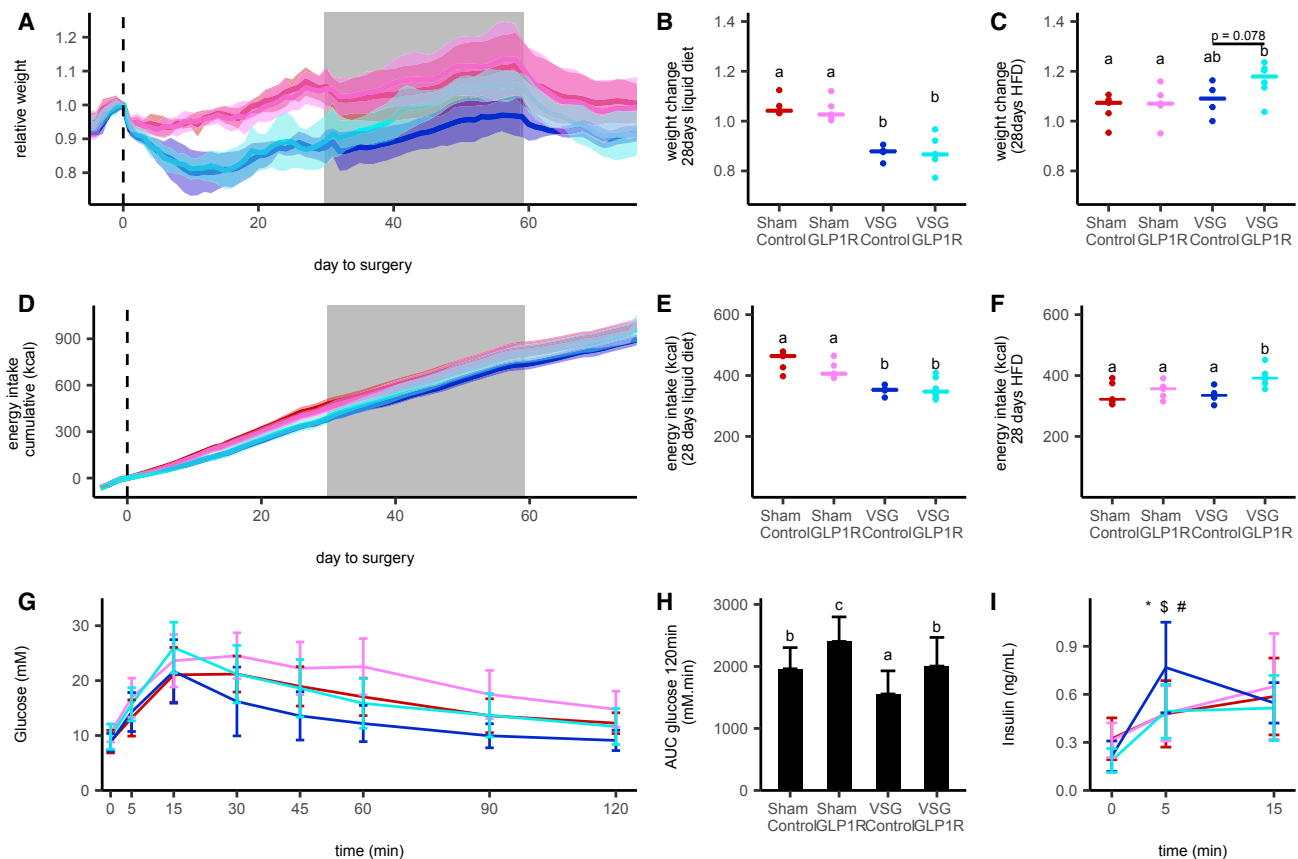 A
relative weight
1.2
1.1
1.0
0.9
0.8
0
20
40
60
day to surgery
B
weight change
28days liquid diet
1.4
1.2
1.0
0.8
a
a
b
b
Sham Control
Sham GLP1R
VSG Control
VSG GLP1R
C
weight change
(28days HFD)
1.4
1.2
1.0
0.8
a
a
ab
p = 0.078
b
Sham Control
Sham GLP1R
VSG Control
VSG GLP1R
D
energy intake
cumulative (kcal)
900
600
300
0
0
20
40
60
day to surgery
E
energy intake (kcal)
(28 days liquid diet)
600
400
200
a
a
b
b
Sham Control
Sham GLP1R
VSG Control
VSG GLP1R
F
energy intake (kcal)
28 days HFD
600
400
200
a
a
a
b
Sham Control
Sham GLP1R
VSG Control
VSG GLP1R
G
Glucose (mM)
30
20
10
0
0
5
15
30
45
60
90
120
time (min)
H
AUC glucose 120min
(mM.min)
3000
2000
1000
0
b
c
a
b
Sham Control
Sham GLP1R
VSG Control
VSG GLP1R
I
Insulin (ng/mL)
0.9
0.6
0.3
0.0
* $ #
0
5
15
time (min)